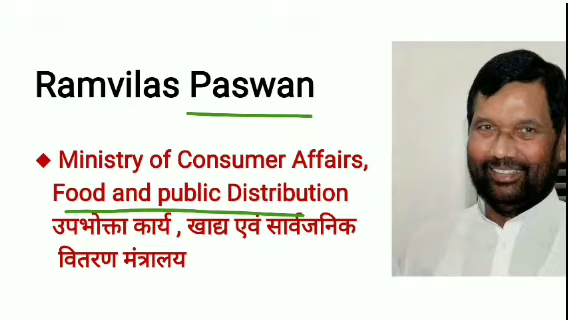 Ramvilas Paswan
Ministry of Consumer Affairs,
Food and public Distribution
उपभोक्ता कार्य , खाद्य एवं सार्वजनिक
वितरण मंत्रालय